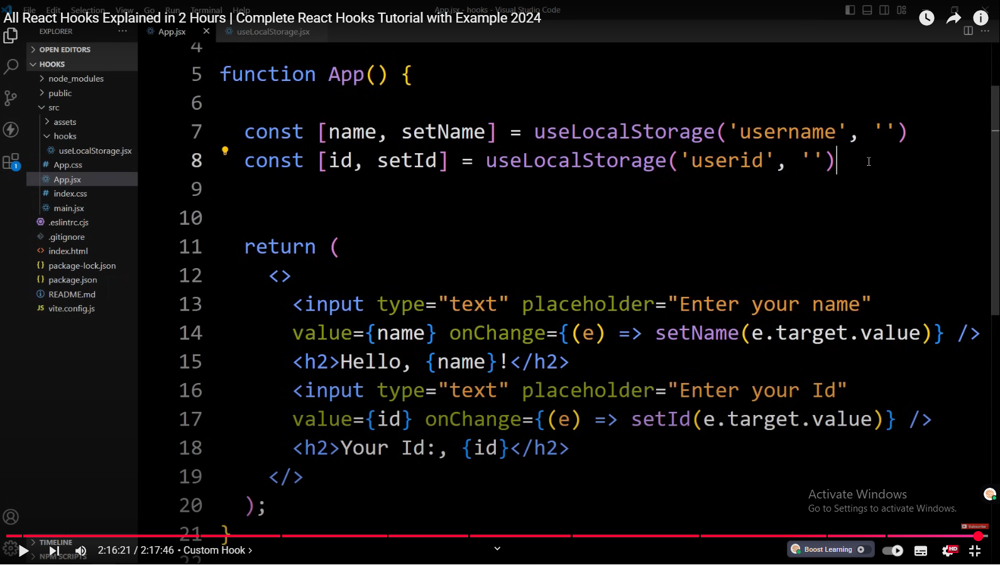 File Edit Selection View Go Run Terminal Help
App.jsx - hooks - Visual Studio Code
All React Hooks Explained in 2 Hours | Complete React Hooks Tutorial with Example 2024
EXPLORER
App.jsx
useLocalStorage.jsx
OPEN EDITORS
HOOKS
node_modules
public
src
assets
hooks
useLocalStorage.jsx
App.css
App.jsx
index.css
main.jsx
.eslintrc.cjs
.gitignore
index.html
package-lock.json
package.json
README.md
JS vite.config.js
1
4
5 function App() {
6
7 const [name, setName] = useLocalStorage('username', '')
8 const [id, setId] = useLocalStorage('userid', '')
9
10
11 return (
12 <>
13 <input type="text" placeholder="Enter your name"
14 value={name} onChange={(e) => setName(e.target.value)} />
15 <h2>Hello, {name}!</h2>
16 <input type="text" placeholder="Enter your Id"
17 value={id} onChange={(e) => setId(e.target.value)} />
18 <h2>Your Id:, {id}</h2>
19 </>
20 );
21 }
22
Activate Windows
Go to Settings to activate Windows.
Subscribe
TIMELINE
NPM SCRIPTS
2:16:21 / 2:17:46 • Custom Hook ›
Boost Learning
HD